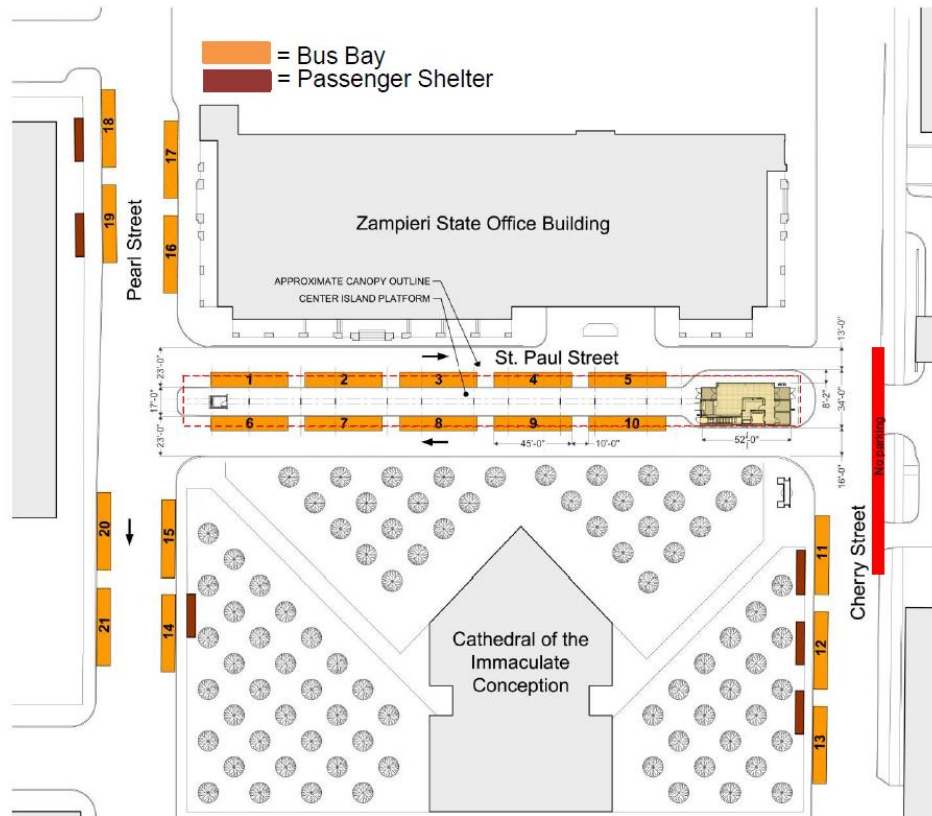 = Bus Bay
= Passenger Shelter
18
17
19
16
Pearl Street
Zampieri State Office Building
APPROXIMATE CANOPY OUTLINE
CENTER ISLAND PLATFORM
St. Paul Street
13'-0"
23'-0"
1
2
3
4
5
17'-0"
8'-2"
34'-0"
6
7
8
9
10
23'-0"
45'-0"
10'-0"
52'-0"
16'-0"
No parking
Cherry Street
20
15
11
21
14
12
13
Cathedral of the
Immaculate
Conception